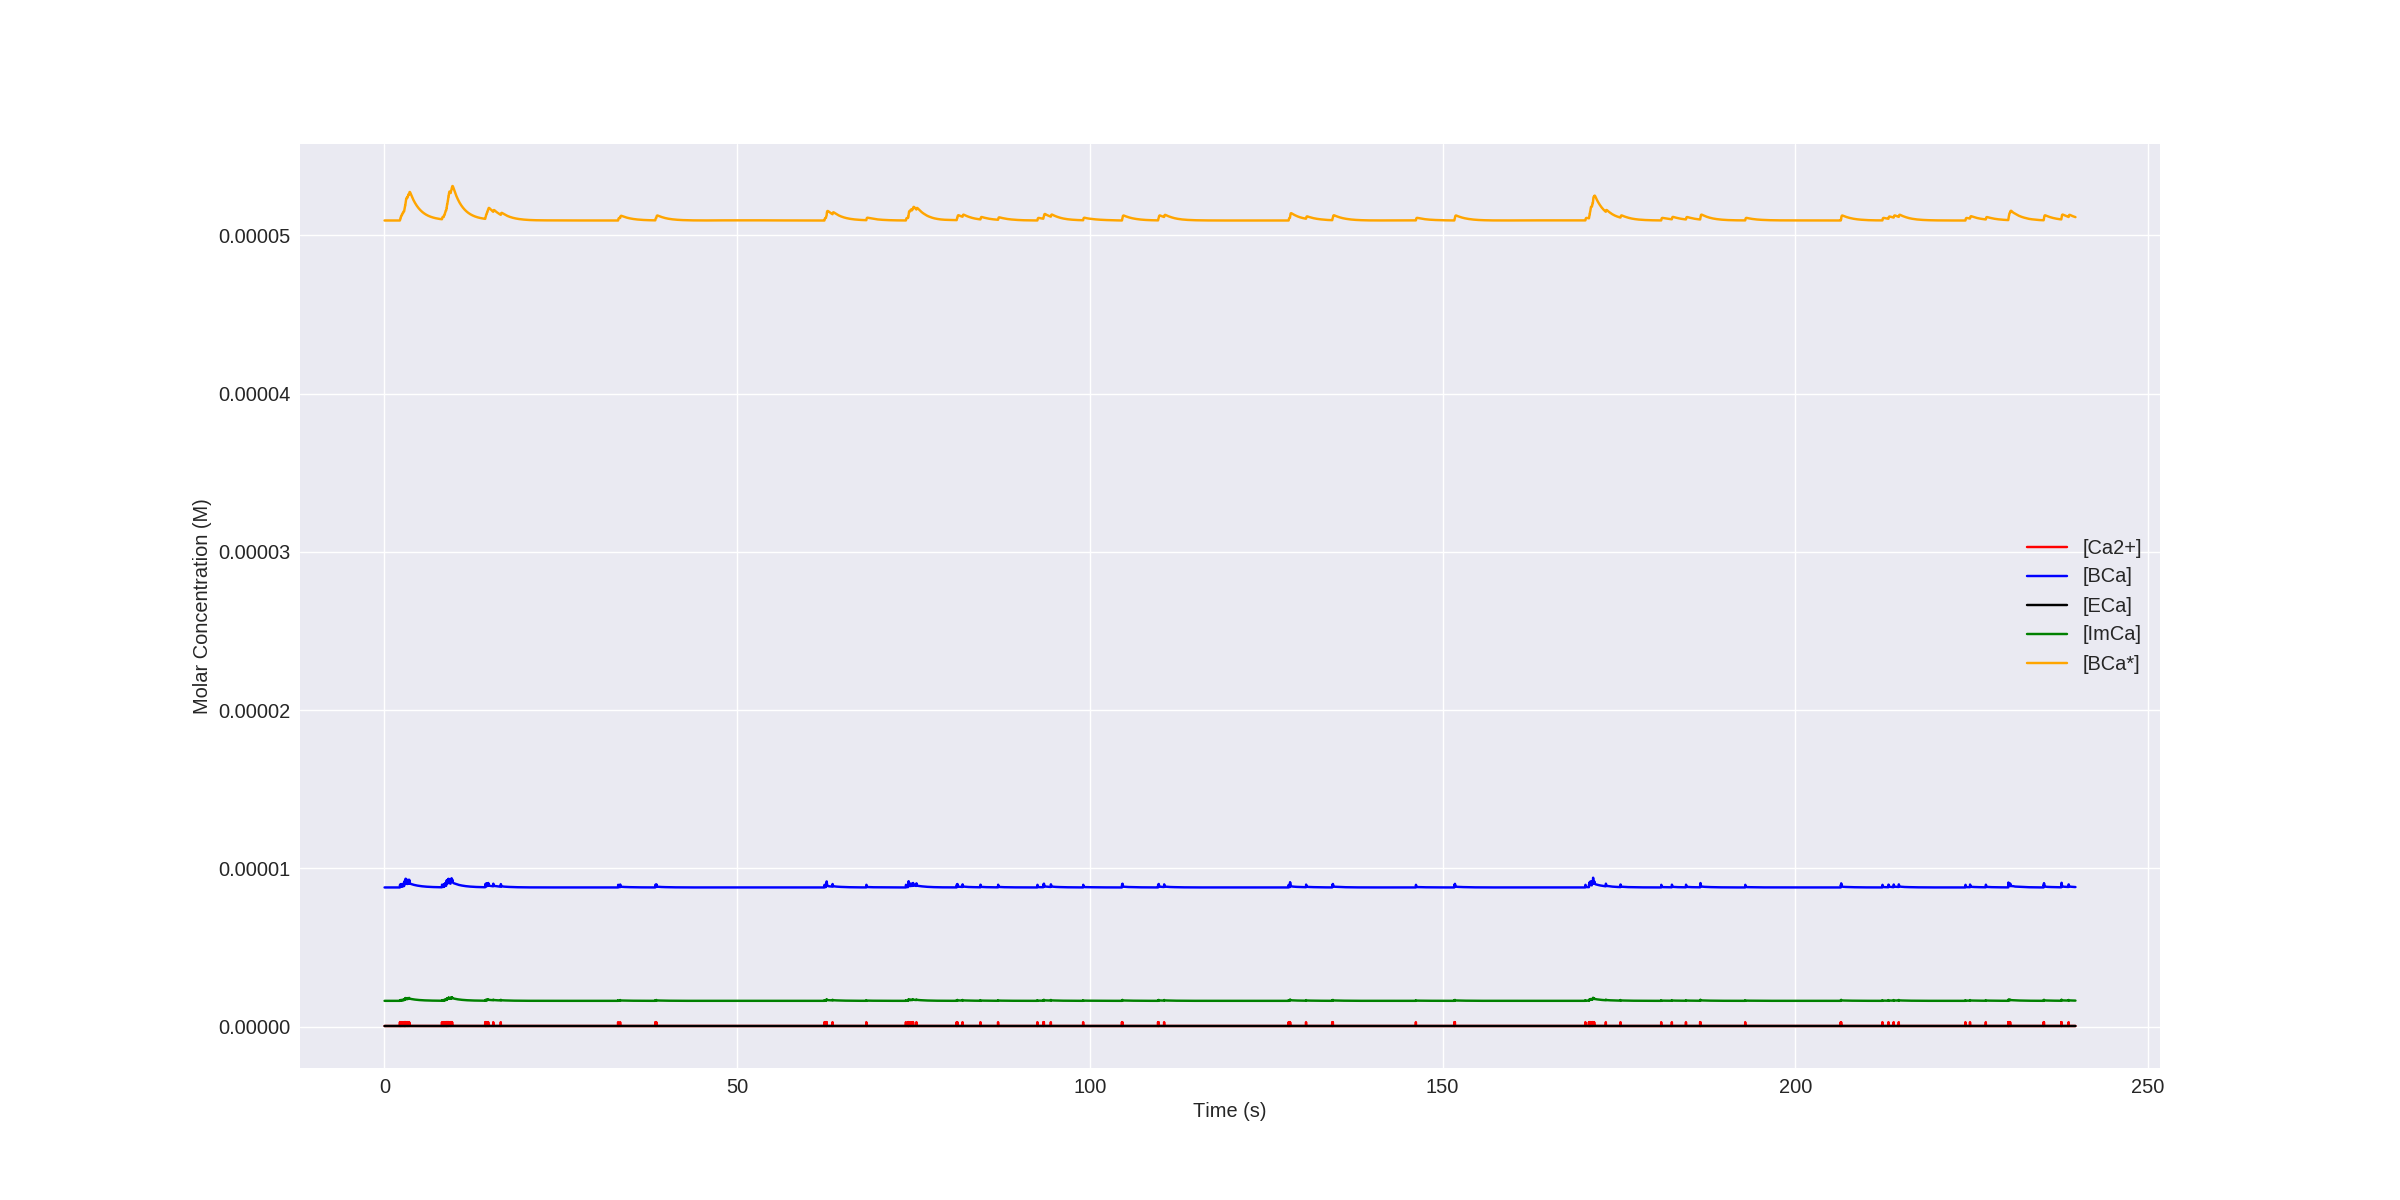 0.00005
0.00004
0.00003
0.00002
0.00001
0.00000
Molar Concentration (M)
[Ca2+]
[BCa]
[ECa]
[ImCa]
[BCa*]
0 50 100 150 200 250
Time (s)